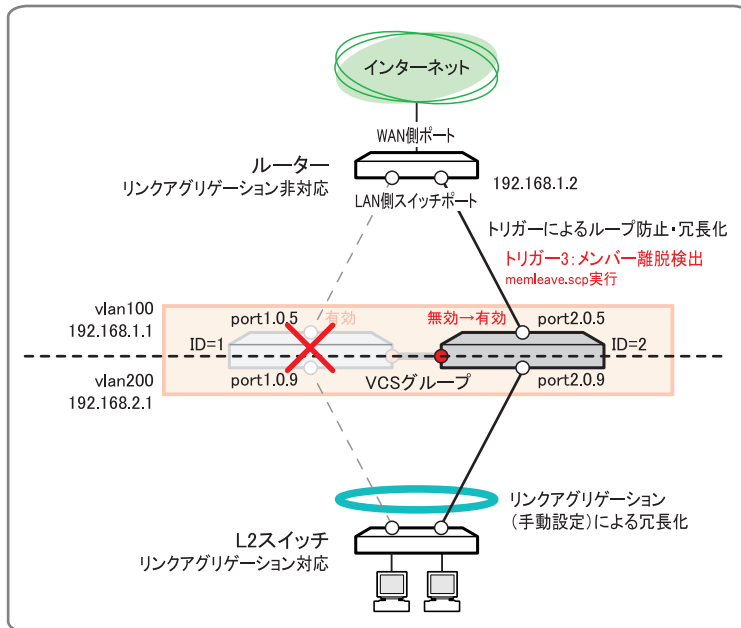 インターネット
WAN側ポート
ルーター
リンクアグリゲーション非対応
192.168.1.2
LAN側スイッチポート
トリガーによるループ防止・冗長化
トリガー3：メンバー離脱検出
memleave.scp実行
vlan100
192.168.1.1
port1.0.5
有効
無効→有効
port2.0.5
ID=1
ID=2
vlan200
192.168.2.1
port1.0.9
VCSグループ
port2.0.9
リンクアグリゲーション
（手動設定）による冗長化
L2スイッチ
リンクアグリゲーション対応